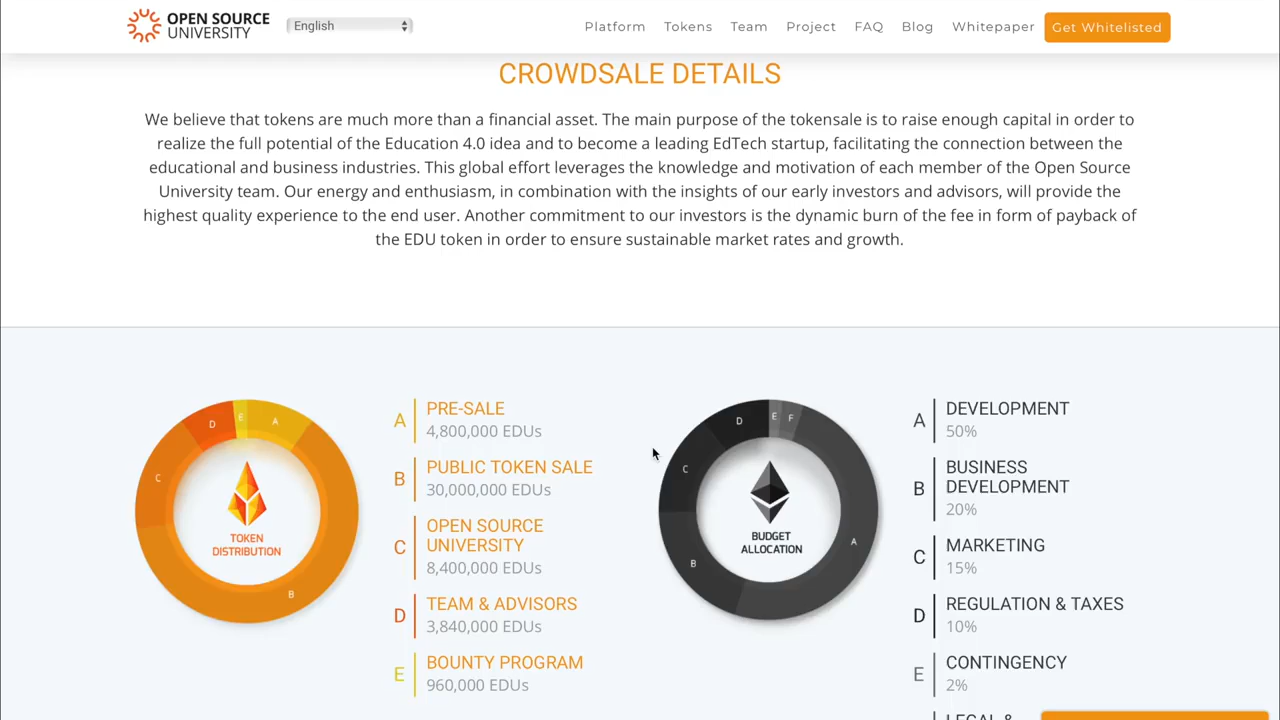 OPEN SOURCE
UNIVERSITY
English
Platform
Tokens
Team
Project
FAQ
Blog
Whitepaper
Get Whitelisted
CROWDSALE DETAILS
We believe that tokens are much more than a financial asset. The main purpose of the tokensale is to raise enough capital in order to
realize the full potential of the Education 4.0 idea and to become a leading EdTech startup, facilitating the connection between the
educational and business industries. This global effort leverages the knowledge and motivation of each member of the Open Source
University team. Our energy and enthusiasm, in combination with the insights of our early investors and advisors, will provide the
highest quality experience to the end user. Another commitment to our investors is the dynamic burn of the fee in form of payback of
the EDU token in order to ensure sustainable market rates and growth.
A
B
C
D
E
TOKEN
DISTRIBUTION
A
PRE-SALE
4,800,000 EDUs
B
PUBLIC TOKEN SALE
30,000,000 EDUs
C
OPEN SOURCE
UNIVERSITY
8,400,000 EDUs
D
TEAM & ADVISORS
3,840,000 EDUs
E
BOUNTY PROGRAM
960,000 EDUs
A
B
C
D
E
F
BUDGET
ALLOCATION
A
DEVELOPMENT
50%
B
BUSINESS
DEVELOPMENT
20%
C
MARKETING
15%
D
REGULATION & TAXES
10%
E
CONTINGENCY
2%
LEGAL &